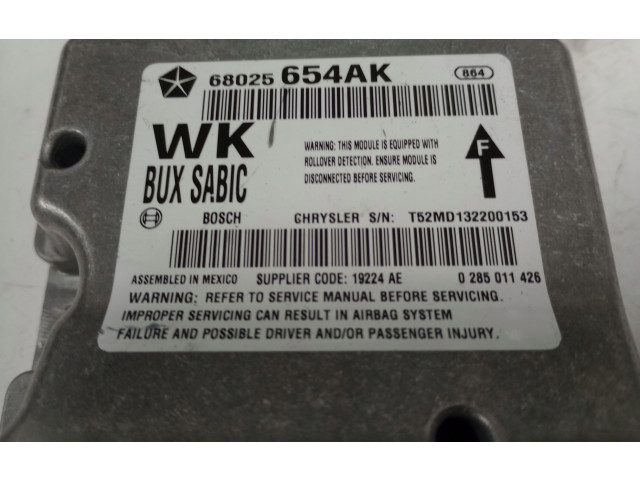 68025 654AK 864
WK
BUX SABIC
WARNING: THIS MODULE IS EQUIPPED WITH
ROLLOVER DETECTION. ENSURE MODULE IS
DISCONNECTED BEFORE SERVICING.
F
BOSCH CHRYSLER S/N: T52MD132200153
ASSEMBLED IN MEXICO SUPPLIER CODE: 19224 AE 0 285 011 426
WARNING: REFER TO SERVICE MANUAL BEFORE SERVICING.
IMPROPER SERVICING CAN RESULT IN AIRBAG SYSTEM
FAILURE AND POSSIBLE DRIVER AND/OR PASSENGER INJURY.